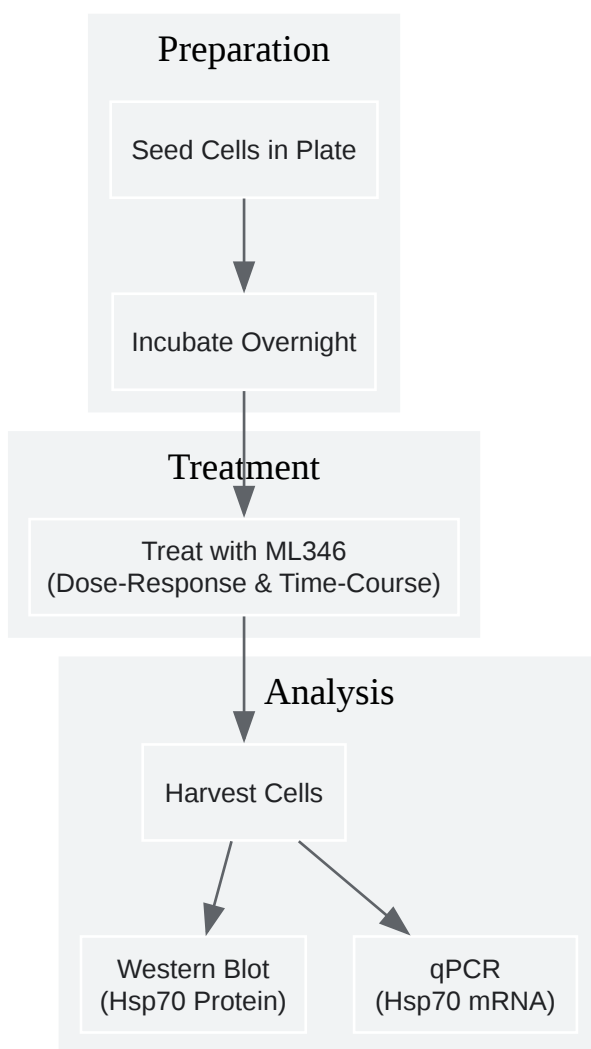 Preparation
Seed Cells in Plate
Incubate Overnight
Treatment
Treat with ML346
(Dose-Response & Time-Course)
Analysis
Harvest Cells
Western Blot
(Hsp70 Protein)
qPCR
(Hsp70 mRNA)